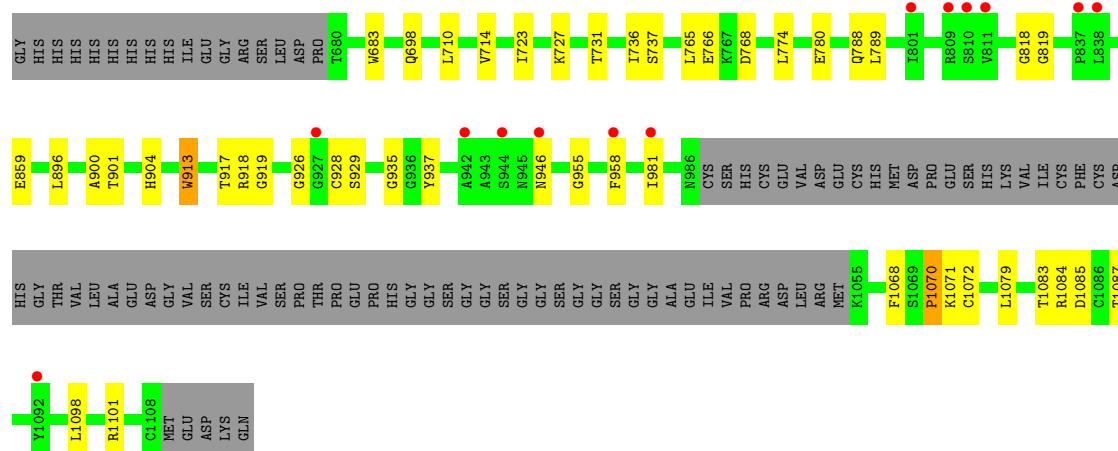 GLY HIS HIS HIS HIS HIS HIS HIS HIS ILE GLU GLY ARG SER LEU ASP PRO T680 W683 Q698 L710 V714 I723 K727 T731 I736 S737 L765 E766 K767 D768 L774 E780 Q788 L789 I801 R809 S810 V811 G818 G819 P837 L838
E859 L896 A900 T901 H904 W913 T917 R918 G919 G926 G927 C928 S929 G935 G936 Y937 A942 A943 S944 N945 N946 G955 F958 I981 N986 CYS SER HIS CYS GLU VAL ASP GLU CYS HIS MET ASP PRO GLU SER HIS LYS VAL ILE CYS PHE CYS ASP
HIS GLY THR VAL LEU ALA GLU ASP GLY VAL SER CYS ILE VAL SER PRO THR PRO GLU PRO HIS GLY GLY SER GLY GLY SER GLY GLY SER GLY GLY SER GLY GLY ALA GLU ILE VAL PRO ARG ASP LEU ARG MET K1055 F1068 S1069 P1070 K1071 C1072 L1079 T1083 R1084 D1085 C1086 T1087
Y1092 L1098 R1101 C1108 MET GLU ASP LYS GLN